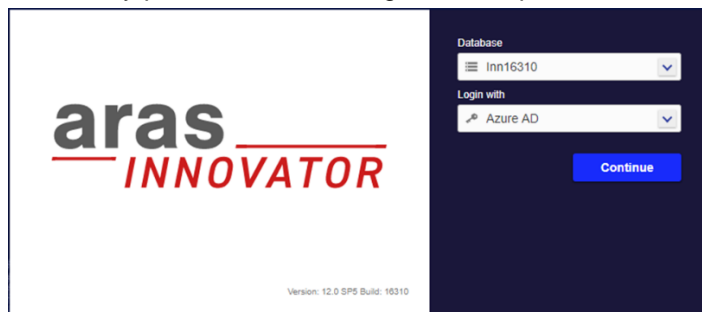 aras
INNOVATOR
Version: 12.0 SP5 Build: 16310
Database
Inn16310
Login with
Azure AD
Continue